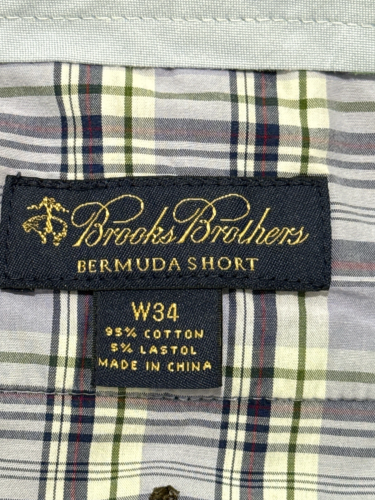 Brooks Brothers
BERMUDA SHORT
W34
95% COTTON
5% LASTOL
MADE IN CHINA